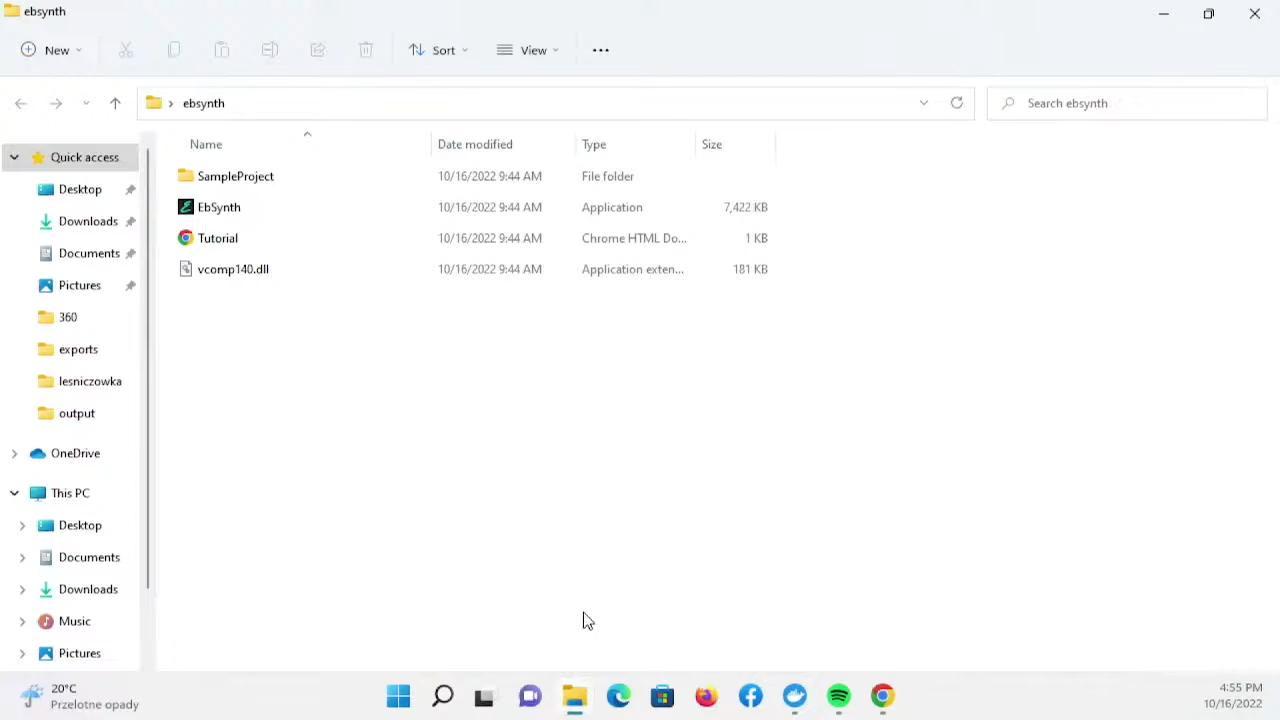 ebsynth
New
Sort
View
ebsynth
Search ebsynth
Name Date modified Type Size
SampleProject 10/16/2022 9:44 AM File folder
EbSynth 10/16/2022 9:44 AM Application 7,422 KB
Tutorial 10/16/2022 9:44 AM Chrome HTML Do... 1 KB
vcomp140.dll 10/16/2022 9:44 AM Application exten... 181 KB
Quick access
Desktop
Downloads
Documents
Pictures
360
exports
lesniczowka
output
OneDrive
This PC
Desktop
Documents
Downloads
Music
Pictures
20°C
Przelotne opady
4:55 PM
10/16/2022